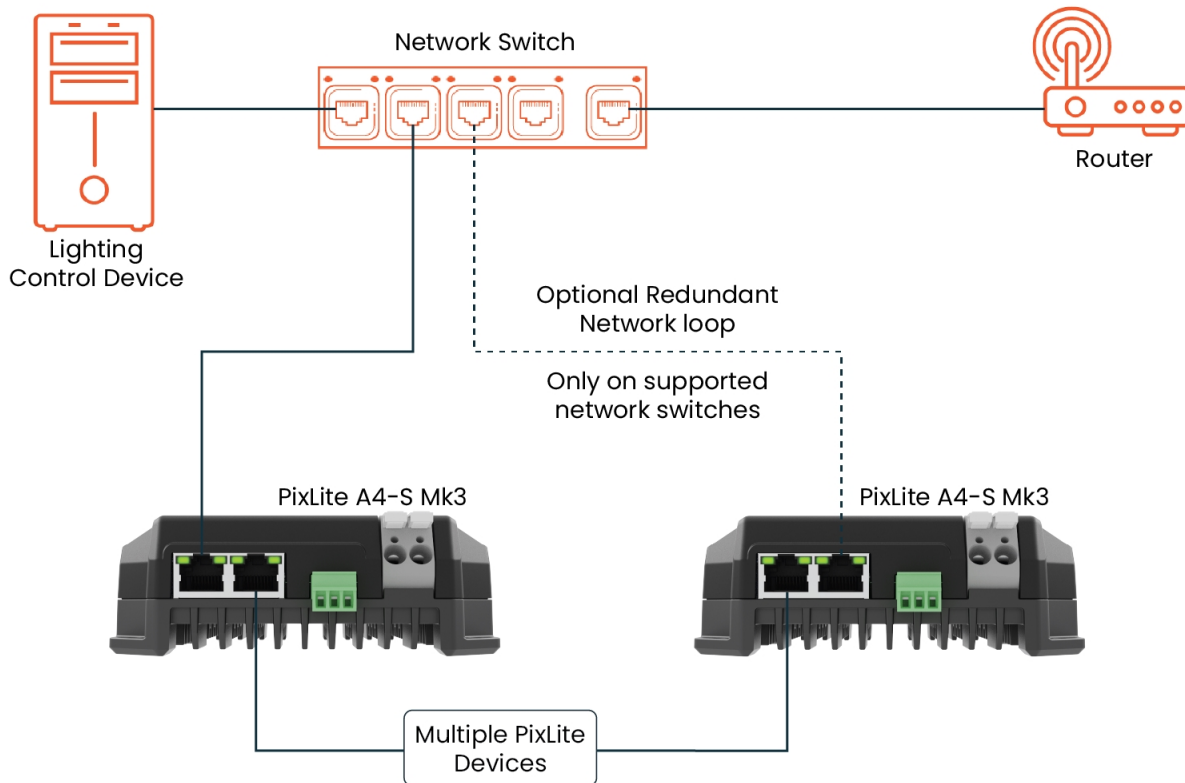 Network Switch
Router
Lighting
Control Device
Optional Redundant
Network loop
Only on supported
network switches
PixLite A4-S Mk3
PixLite A4-S Mk3
Multiple PixLite
Devices